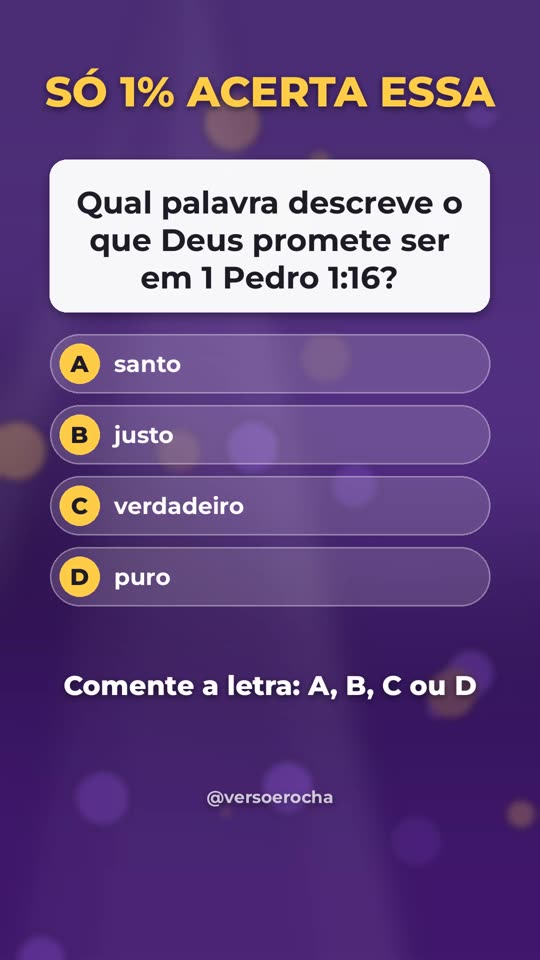 SÓ 1% ACERTA ESSA
Qual palavra descreve o
que Deus promete ser
em 1 Pedro 1:16?
A santo
B justo
C verdadeiro
D puro
Comente a letra: A, B, C ou D
@versoerocha